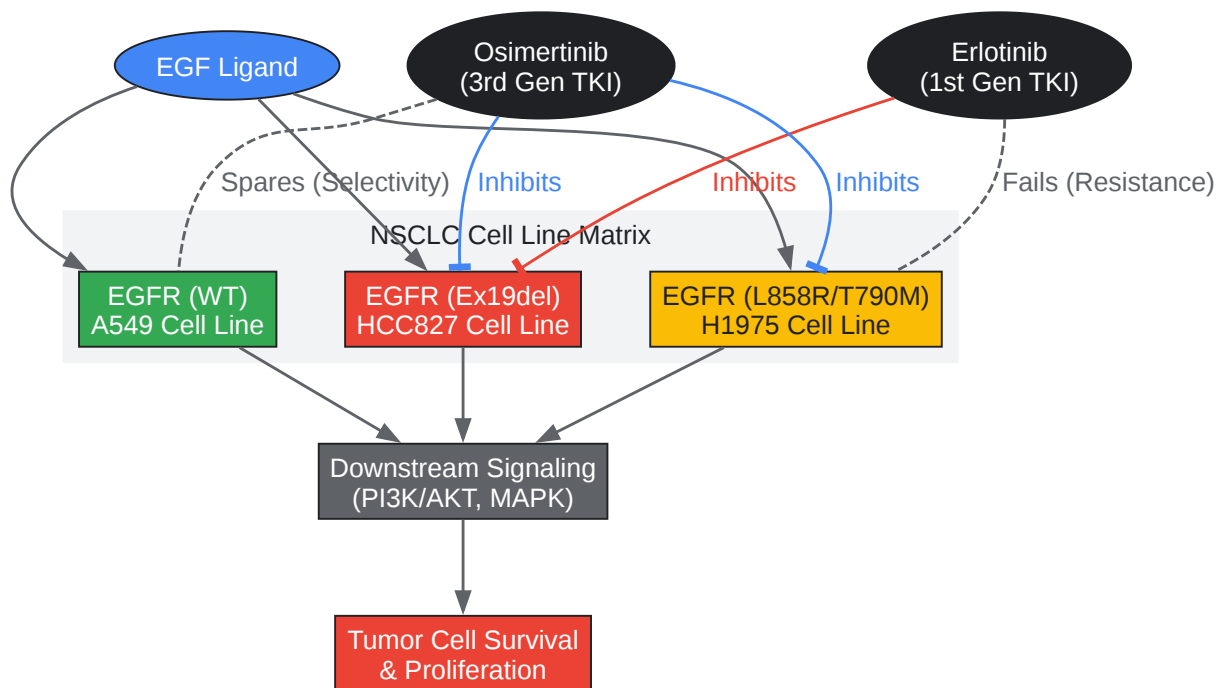 EGF Ligand
Osimertinib
(3rd Gen TKI)
Erlotinib
(1st Gen TKI)
Spares (Selectivity)
Inhibits
Inhibits
Inhibits
Fails (Resistance)
NSCLC Cell Line Matrix
EGFR (WT)
A549 Cell Line
EGFR (Ex19del)
HCC827 Cell Line
EGFR (L858R/T790M)
H1975 Cell Line
Downstream Signaling
(PI3K/AKT, MAPK)
Tumor Cell Survival
& Proliferation